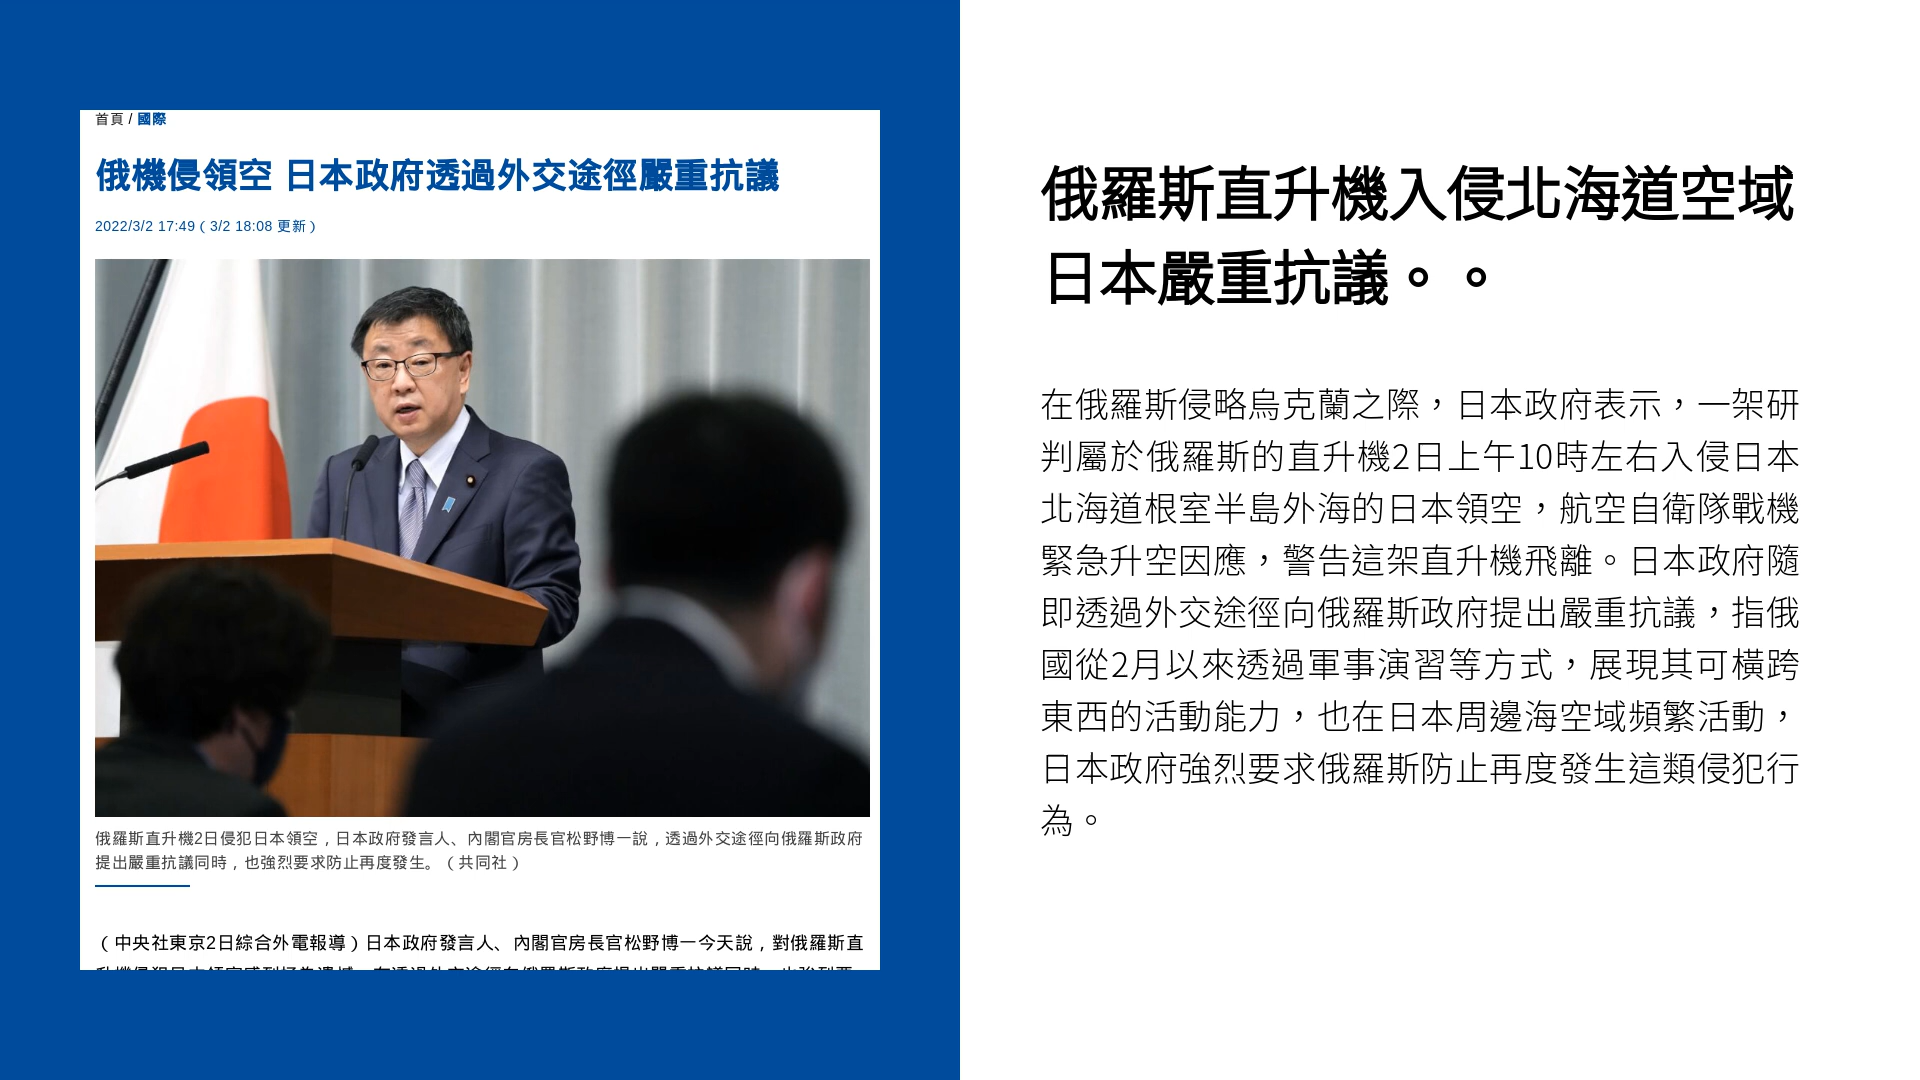 首頁 / 國際
俄機侵領空 日本政府透過外交途徑嚴重抗議
2022/3/2 17:49（3/2 18:08 更新）
俄羅斯直升機2日侵犯日本領空，日本政府發言人、內閣官房長官松野博一說，透過外交途徑向俄羅斯政府
提出嚴重抗議同時，也強烈要求防止再度發生。（共同社）
（中央社東京2日綜合外電報導）日本政府發言人、內閣官房長官松野博一今天說，對俄羅斯直
俄羅斯直升機入侵北海道空域
日本嚴重抗議。。
在俄羅斯侵略烏克蘭之際，日本政府表示，一架研
判屬於俄羅斯的直升機2日上午10時左右入侵日本
北海道根室半島外海的日本領空，航空自衛隊戰機
緊急升空因應，警告這架直升機飛離。日本政府隨
即透過外交途徑向俄羅斯政府提出嚴重抗議，指俄
國從2月以來透過軍事演習等方式，展現其可橫跨
東西的活動能力，也在日本周邊海空域頻繁活動，
日本政府強烈要求俄羅斯防止再度發生這類侵犯行
為。